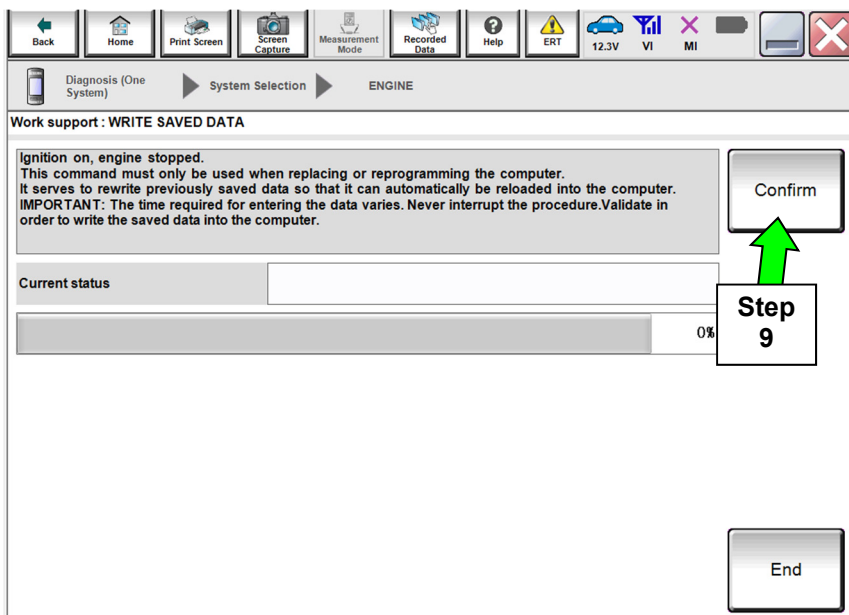 Back
Home
Print Screen
Screen
Capture
Measurement
Mode
Recorded
Data
Help
ERT
12.3V
VI
MI
Diagnosis (One
System)
System Selection
ENGINE
Work support : WRITE SAVED DATA
Ignition on, engine stopped.
This command must only be used when replacing or reprogramming the computer.
It serves to rewrite previously saved data so that it can automatically be reloaded into the computer.
IMPORTANT: The time required for entering the data varies. Never interrupt the procedure.Validate in
order to write the saved data into the computer.
Confirm
Current status
Step
9
0%
End